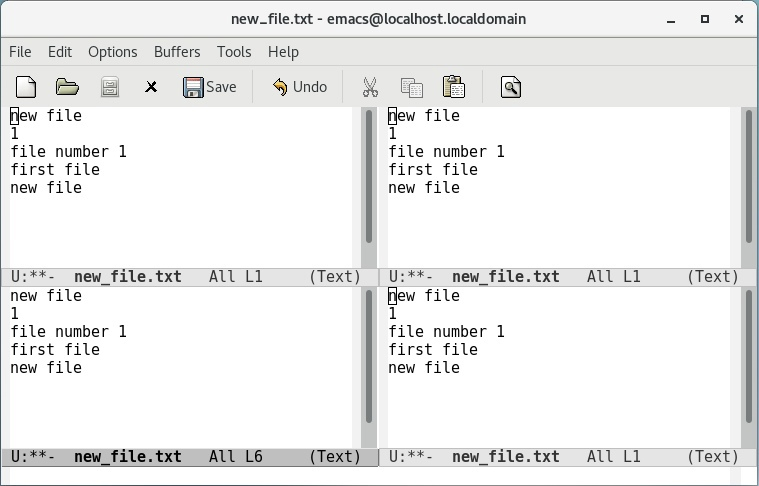 new_file.txt - emacs@localhost.localdomain
File Edit Options Buffers Tools Help
Save Undo
new file
1
file number 1
first file
new file
U:**-  new_file.txt   All L1     (Text)
new file
1
file number 1
first file
new file
U:**-  new_file.txt   All L1     (Text)
new file
1
file number 1
first file
new file
U:**-  new_file.txt   All L6     (Text)
new file
1
file number 1
first file
new file
U:**-  new_file.txt   All L1     (Text)